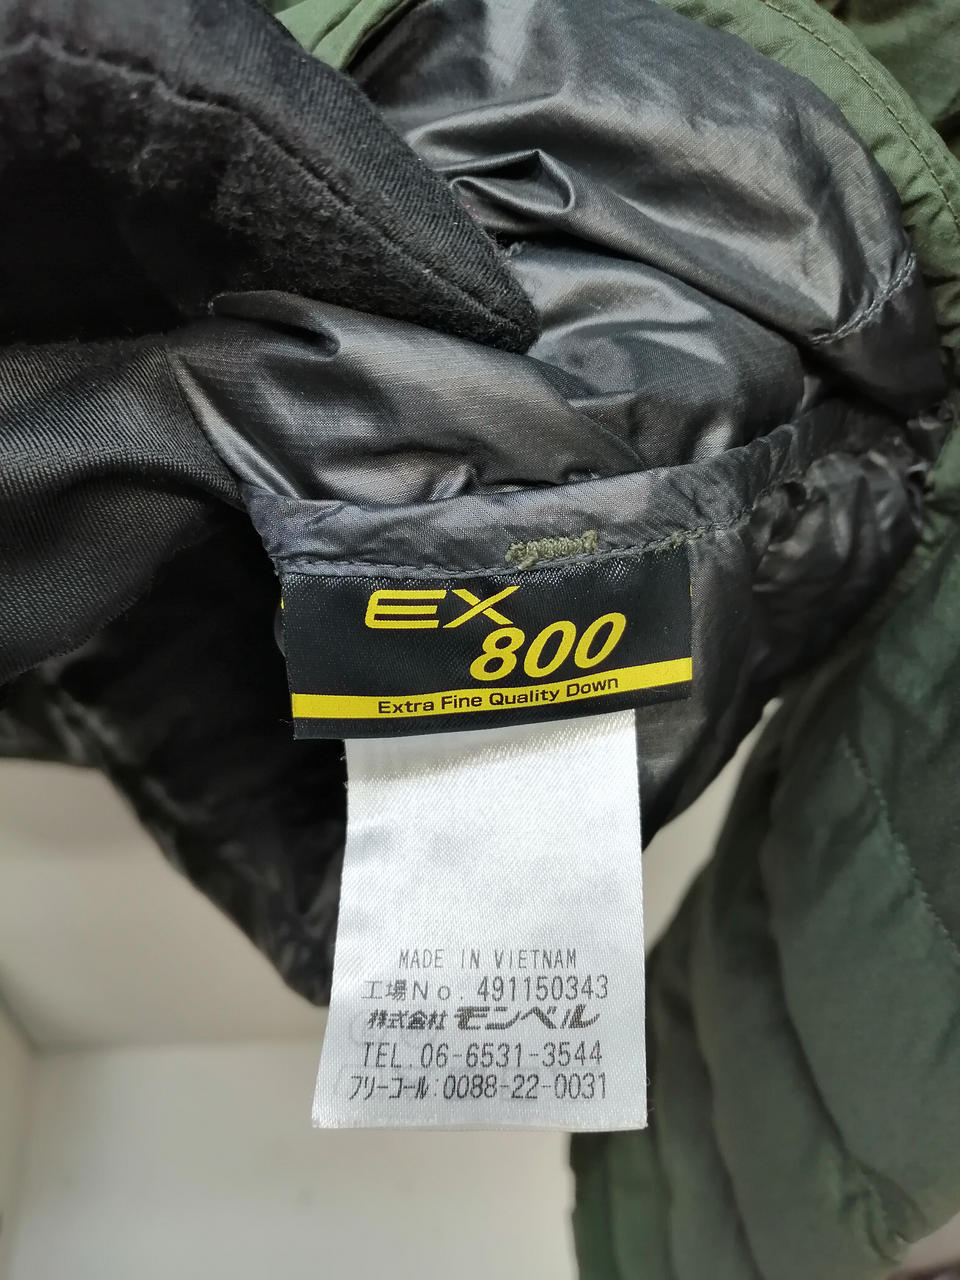 EX
800
Extra Fine Quality Down
MADE IN VIETNAM
工場No. 491150343
株式会社 モンベル
TEL.06-6531-3544
フリーコール:0088-22-0031